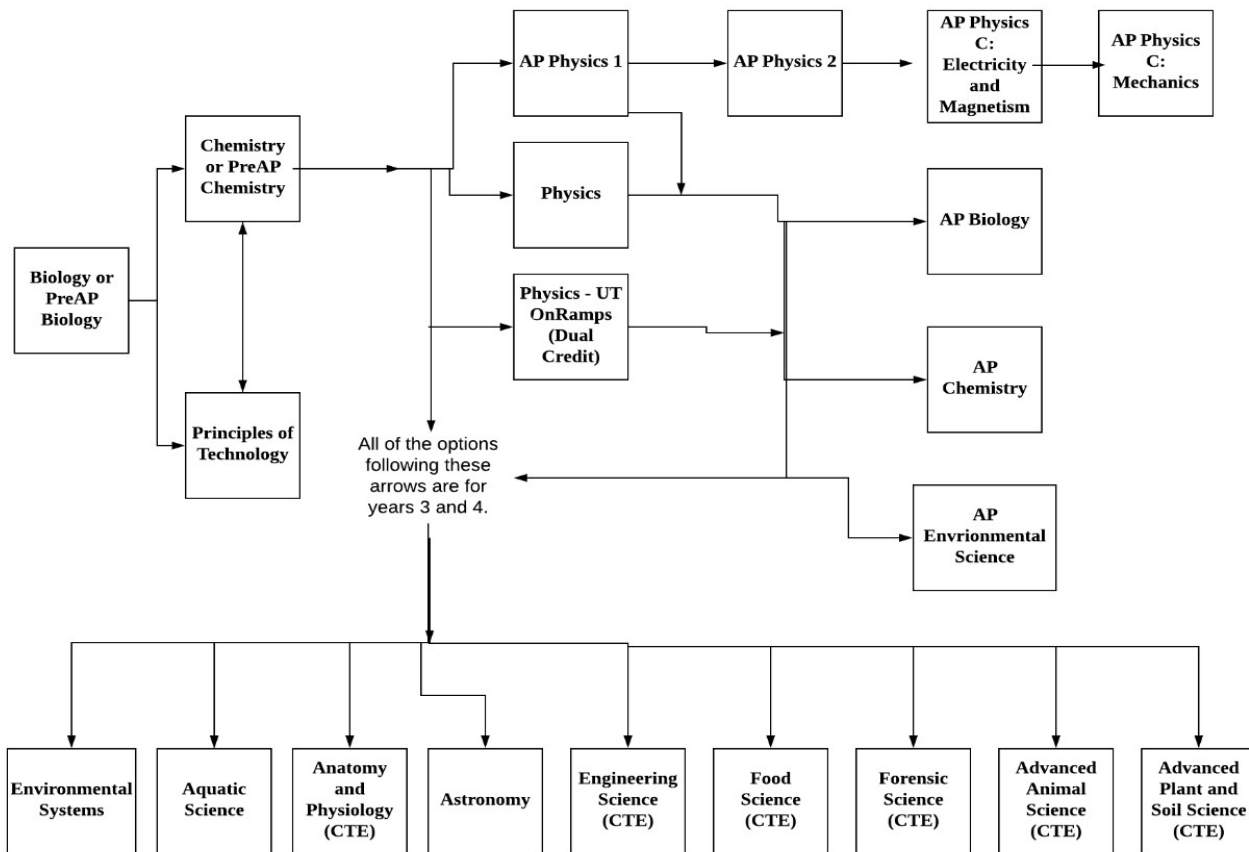 AP Physics 1
AP Physics 2
AP Physics
C:
Electricity
and
Magnetism
AP Physics
C:
Mechanics
Chemistry
or PreAP
Chemistry
Physics
AP Biology
Biology or
PreAP
Biology
Physics - UT
OnRamps
(Dual
Credit)
AP
Chemistry
Principles of
Technology
All of the options
following these
arrows are for
years 3 and 4.
AP
Envrionmental
Science
Environmental
Systems
Aquatic
Science
Anatomy
and
Physiology
(CTE)
Astronomy
Engineering
Science
(CTE)
Food
Science
(CTE)
Forensic
Science
(CTE)
Advanced
Animal
Science
(CTE)
Advanced
Plant and
Soil Science
(CTE)